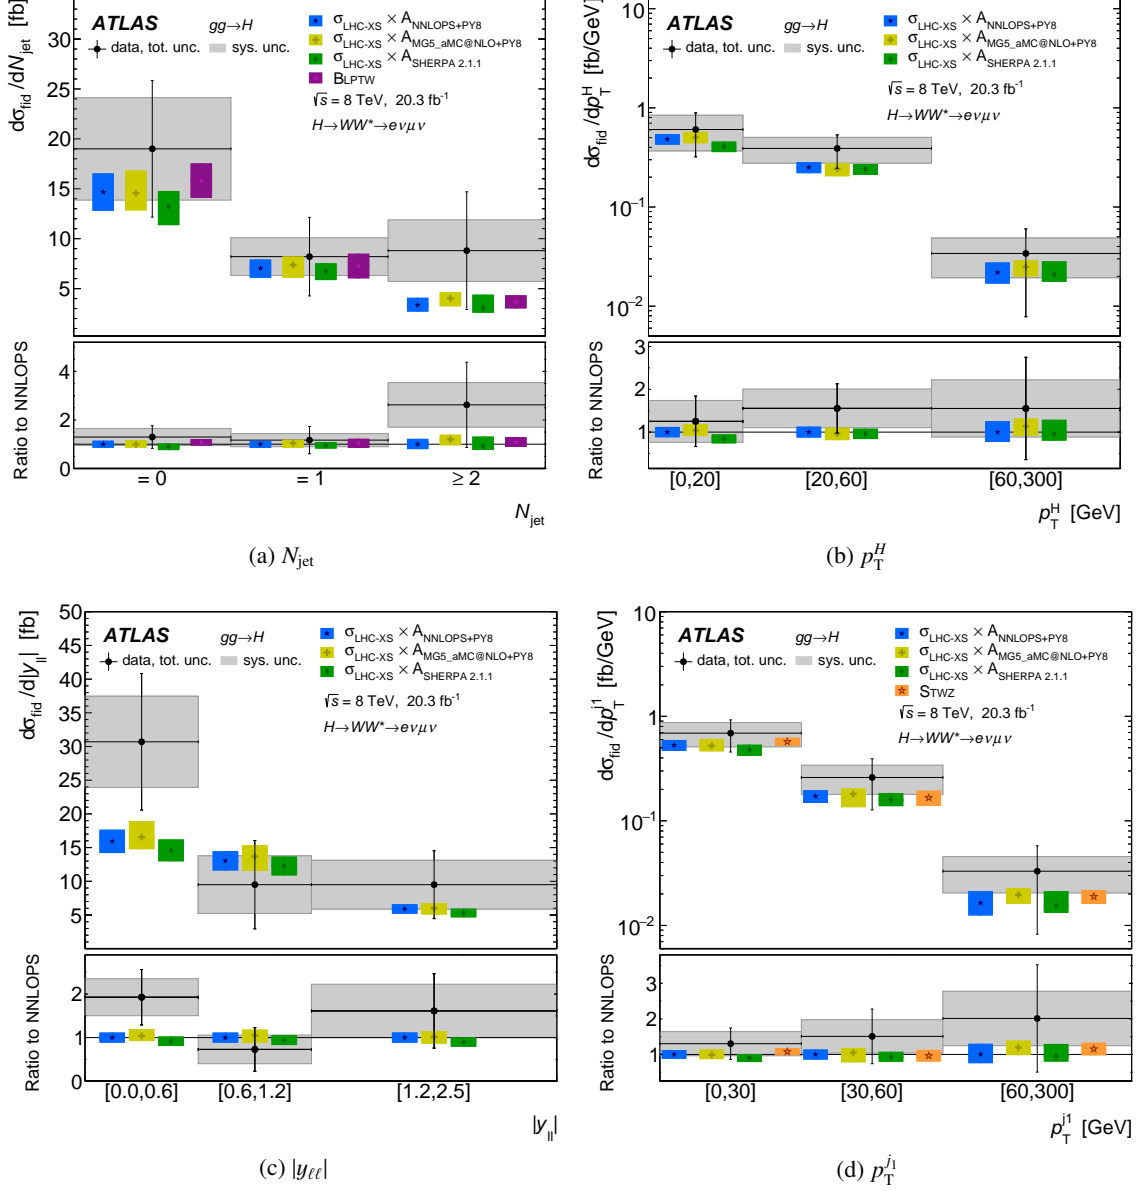 ATLAS gg→H
data, tot. unc. sys. unc.
σLHC-XS × ANNLOPS+PY8
σLHC-XS × AMG5_aMC@NLO+PY8
σLHC-XS × ASHERPA 2.1.1
BLPTW
√s = 8 TeV, 20.3 fb-1
H→WW*→eνμν
dσfid/dNjet [fb]
30
25
20
15
10
5
Ratio to NNLOPS
4
2
0
= 0 = 1 ≥ 2
Njet
(a) Njet
ATLAS gg→H
data, tot. unc. sys. unc.
σLHC-XS × ANNLOPS+PY8
σLHC-XS × AMG5_aMC@NLO+PY8
σLHC-XS × ASHERPA 2.1.1
√s = 8 TeV, 20.3 fb-1
H→WW*→eνμν
dσfid/dpTH [fb/GeV]
10
1
10−1
10−2
Ratio to NNLOPS
3
2
1
0
[0,20] [20,60] [60,300]
pTH [GeV]
(b) pTH
ATLAS gg→H
data, tot. unc. sys. unc.
σLHC-XS × ANNLOPS+PY8
σLHC-XS × AMG5_aMC@NLO+PY8
σLHC-XS × ASHERPA 2.1.1
√s = 8 TeV, 20.3 fb-1
H→WW*→eνμν
dσfid/d|yll| [fb]
50
45
40
35
30
25
20
15
10
5
Ratio to NNLOPS
2
1
0
[0.0,0.6] [0.6,1.2] [1.2,2.5]
|yll|
(c) |yℓℓ|
ATLAS gg→H
data, tot. unc. sys. unc.
σLHC-XS × ANNLOPS+PY8
σLHC-XS × AMG5_aMC@NLO+PY8
σLHC-XS × ASHERPA 2.1.1
STWZ
√s = 8 TeV, 20.3 fb-1
H→WW*→eνμν
dσfid/dpTj1 [fb/GeV]
10
1
10−1
10−2
Ratio to NNLOPS
3
2
1
0
[0,30] [30,60] [60,300]
pTj1 [GeV]
(d) pTj1